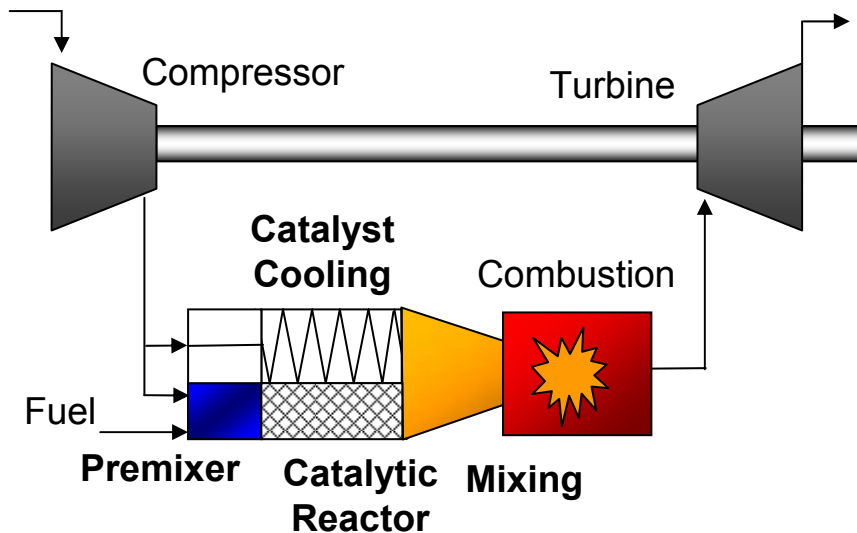 Compressor
Turbine
Catalyst
Cooling
Combustion
Fuel
Premixer
Catalytic
Reactor
Mixing